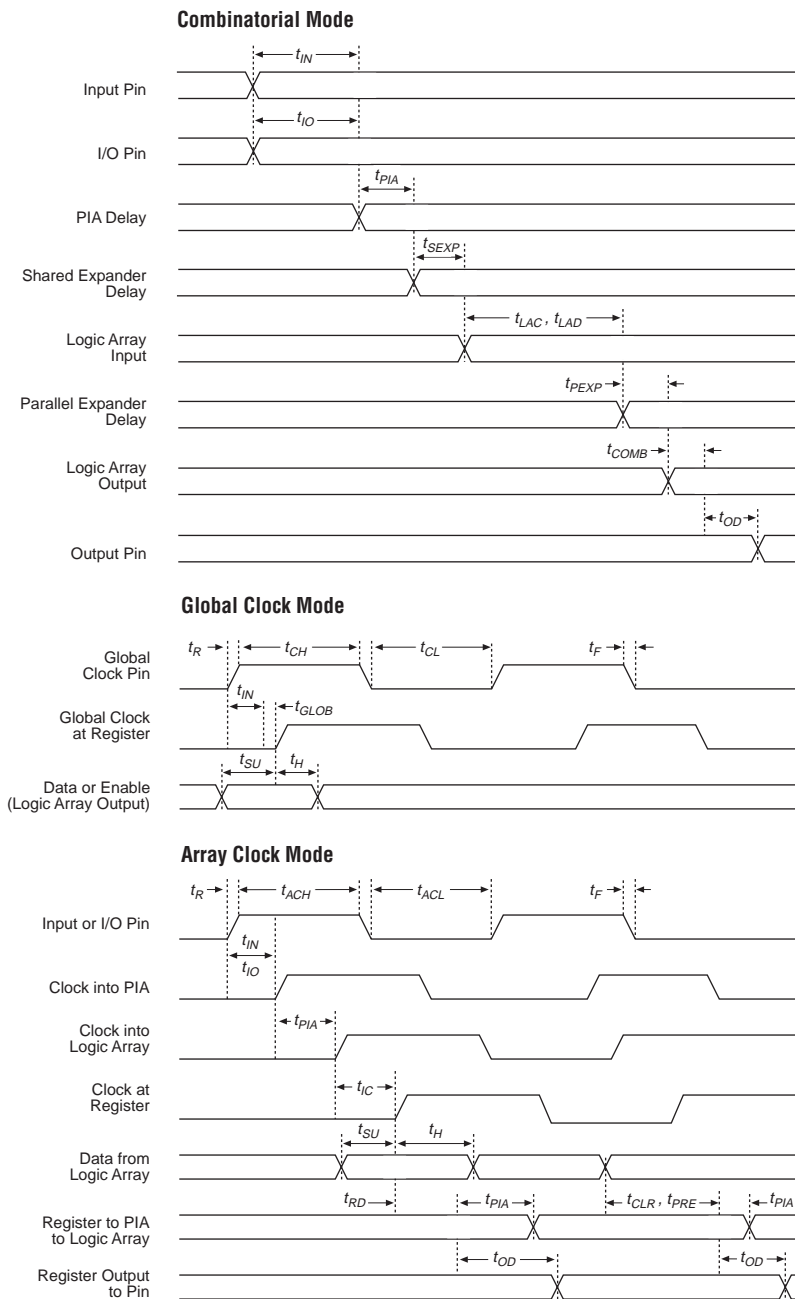 Combinatorial Mode
tIN
Input Pin
tIO
I/O Pin
tPIA
PIA Delay
tSEXP
Shared Expander
Delay
tLAC , tLAD
Logic Array
Input
tPEXP
Parallel Expander
Delay
tCOMB
Logic Array
Output
tOD
Output Pin
Global Clock Mode
tR tCH tCL tF
Global
Clock Pin
tIN
tGLOB
Global Clock
at Register
tSU tH
Data or Enable
(Logic Array Output)
Array Clock Mode
tR tACH tACL tF
Input or I/O Pin
tIN
tIO
Clock into PIA
tPIA
Clock into
Logic Array
tIC
Clock at
Register
tSU tH
Data from
Logic Array
tRD tPIA tCLR , tPRE tPIA
Register to PIA
to Logic Array
tOD tOD
Register Output
to Pin